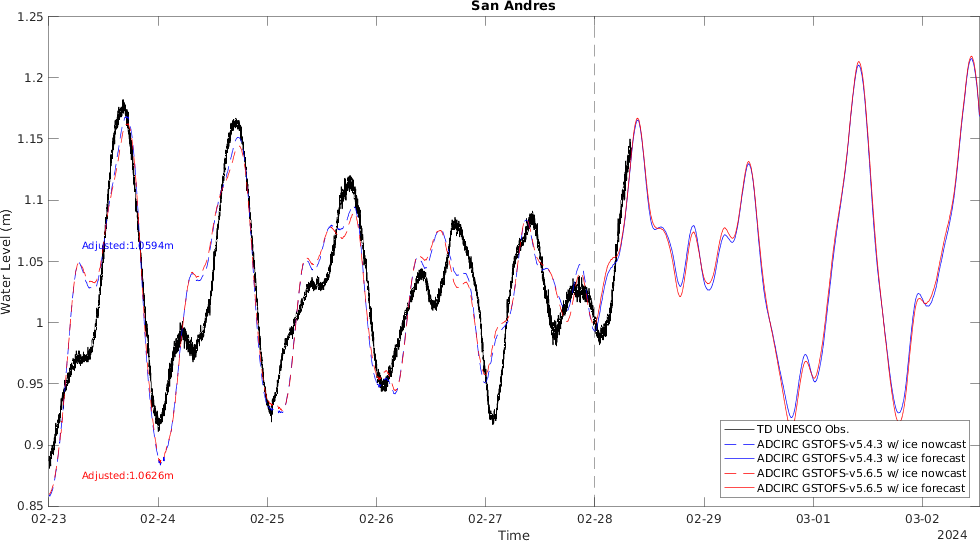 San Andres
1.25
1.2
1.15
1.1
1.05
1
0.95
0.9
0.85
Water Level (m)
Adjusted:1.0594m
Adjusted:1.0626m
TD UNESCO Obs.
ADCIRC GSTOFS-v5.4.3 w/ ice nowcast
ADCIRC GSTOFS-v5.4.3 w/ ice forecast
ADCIRC GSTOFS-v5.6.5 w/ ice nowcast
ADCIRC GSTOFS-v5.6.5 w/ ice forecast
02-23 02-24 02-25 02-26 02-27 02-28 02-29 03-01 03-02
Time
2024